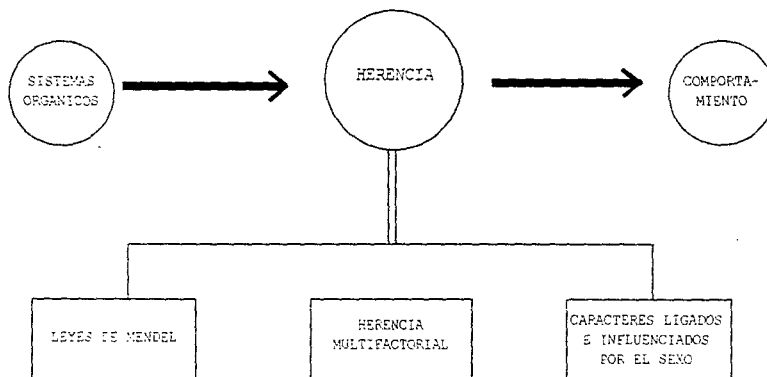 SISTEMAS
ORGANICOS
HERENCIA
COMPORTA-
MIENTO
LEYES DE MENDEL
HERENCIA
MULTIFACTORIAL
CARACTERES LIGADOS
E INFLUENCIADOS
POR EL SEXO